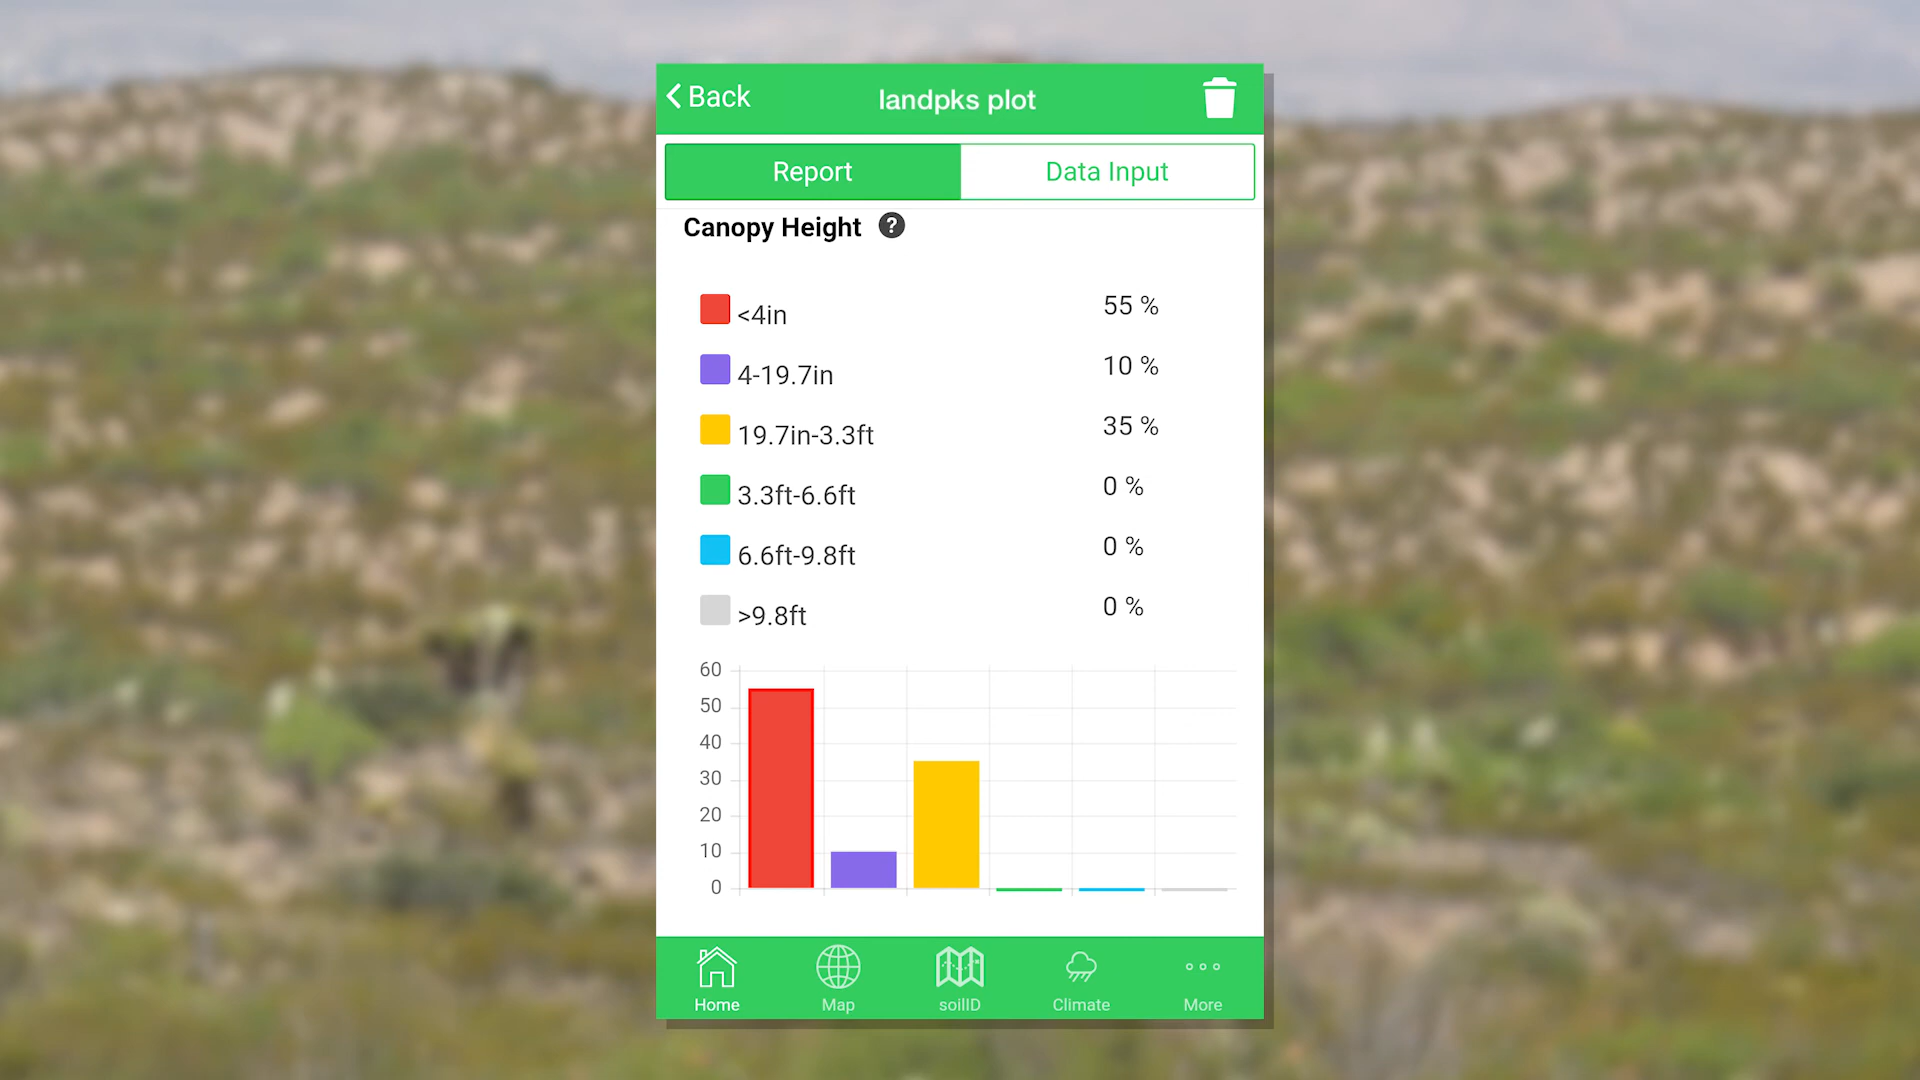 Back
landpks plot
Report
Data Input
Canopy Height ?
<4in 55 %
4-19.7in 10 %
19.7in-3.3ft 35 %
3.3ft-6.6ft 0 %
6.6ft-9.8ft 0 %
>9.8ft 0 %
60
50
40
30
20
10
0
Home
Map
soilID
Climate
More